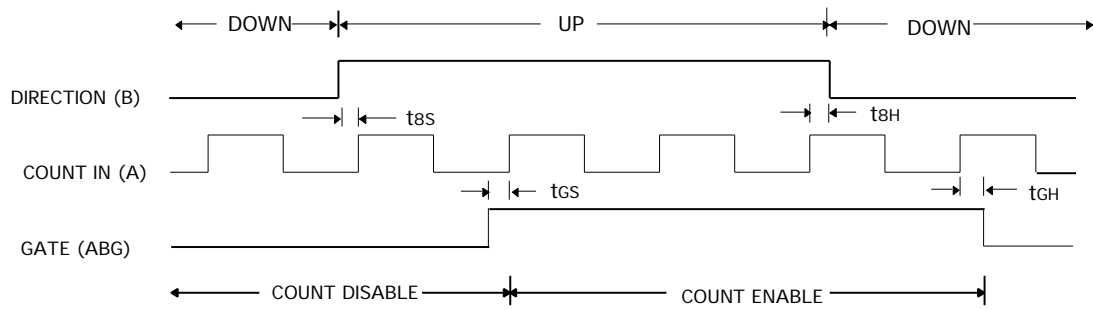 DOWN UP DOWN
DIRECTION (B)
t8S t8H
COUNT IN (A)
tGS tGH
GATE (ABG)
COUNT DISABLE COUNT ENABLE